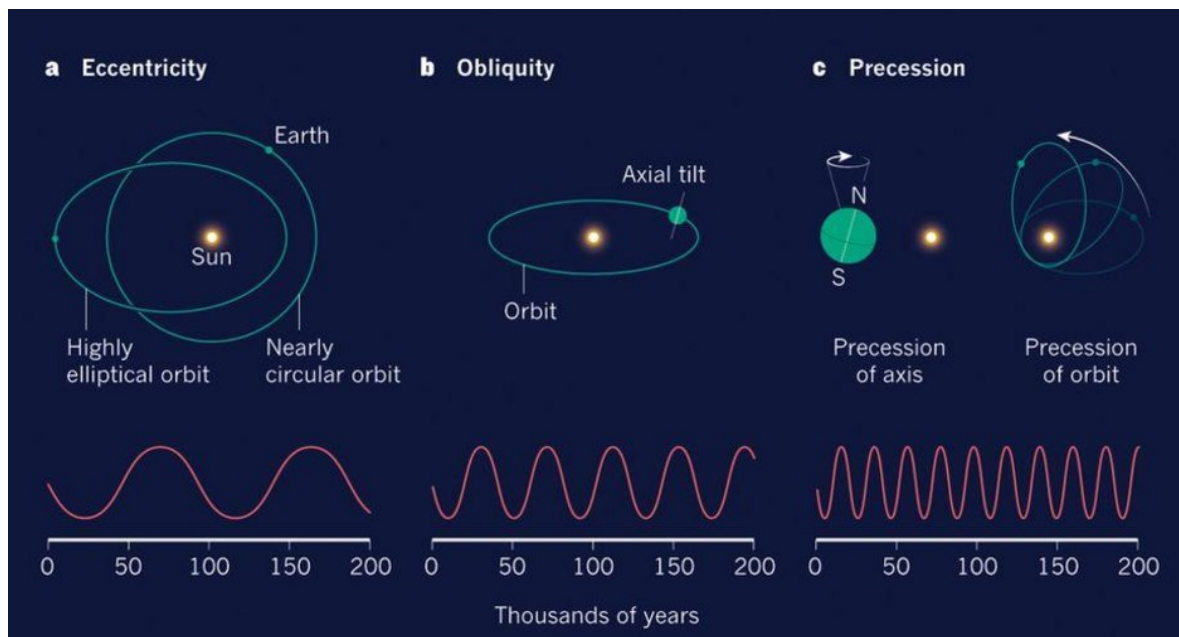 a Eccentricity
Earth
Sun
Highly
elliptical orbit
Nearly
circular orbit
0 50 100 150 200
b Obliquity
Axial tilt
Orbit
0 50 100 150 200
c Precession
N
S
Precession
of axis
Precession
of orbit
0 50 100 150 200
Thousands of years